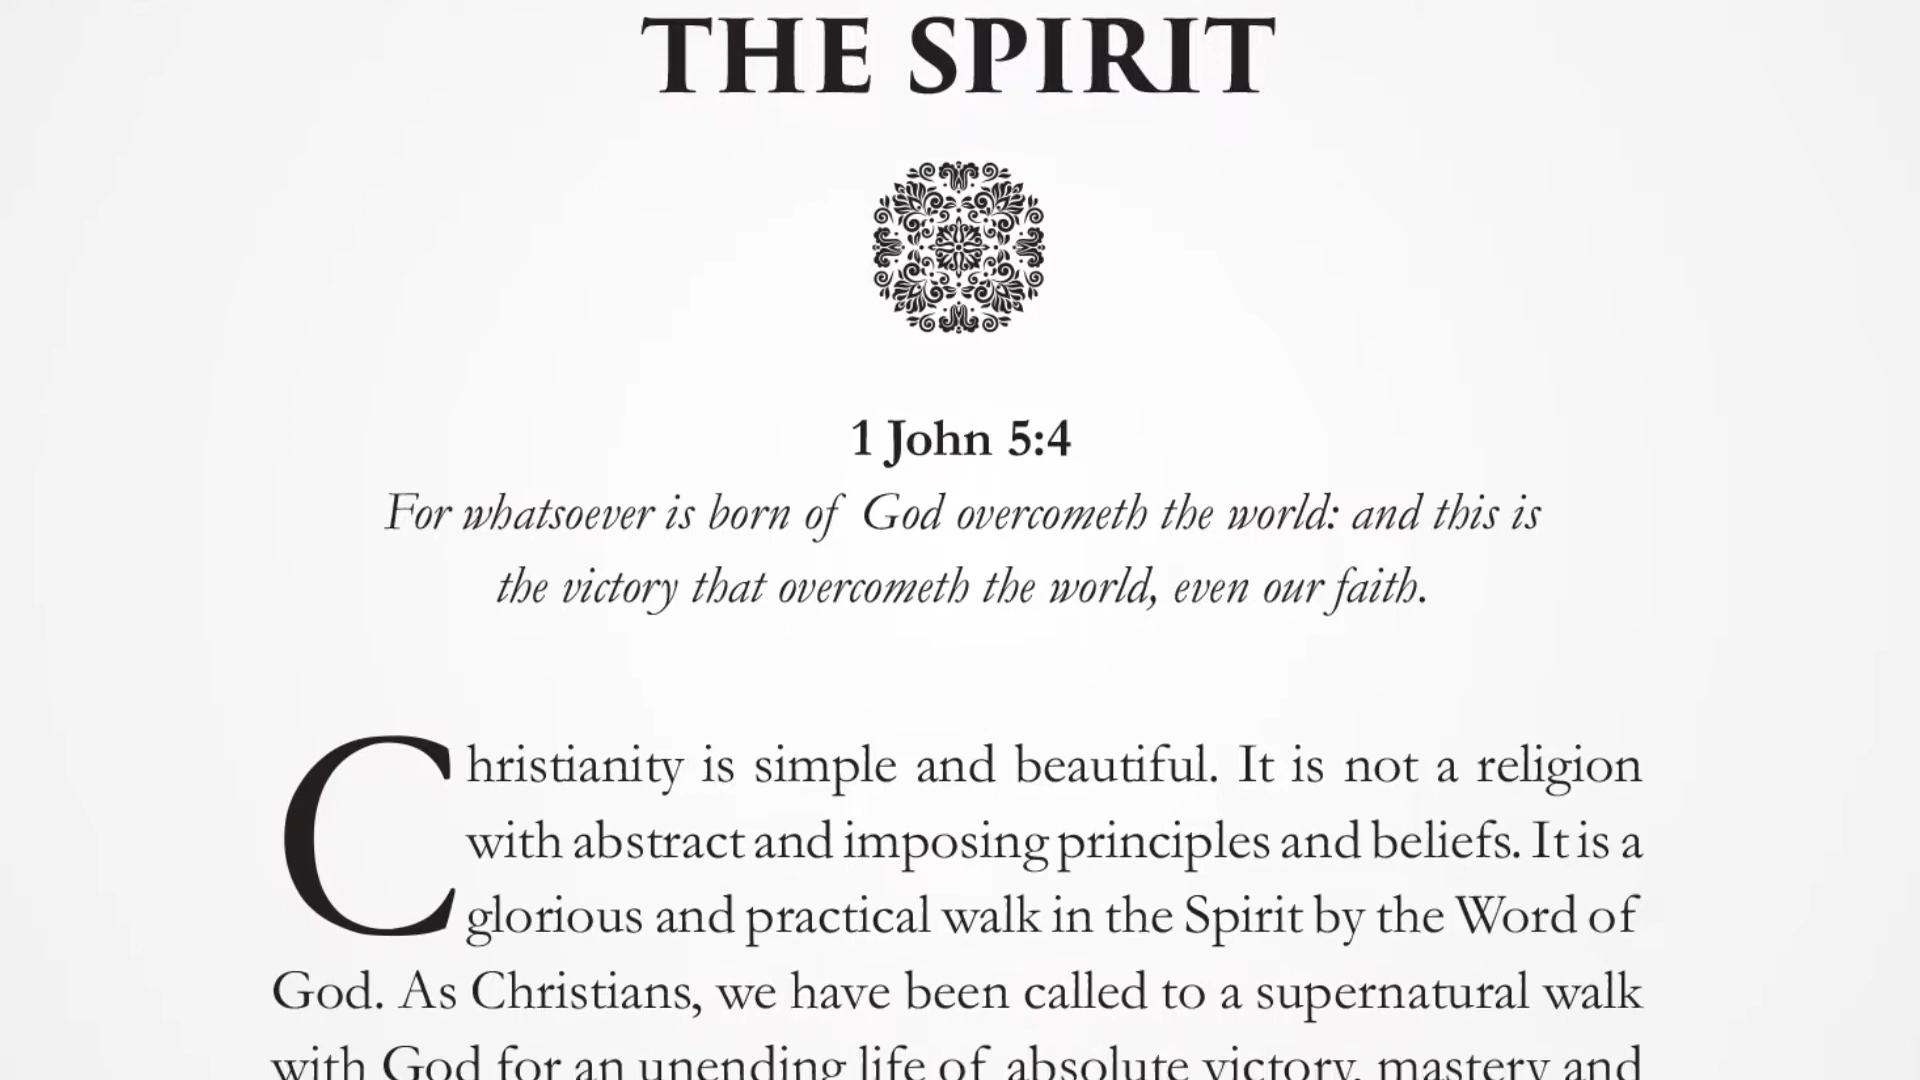 THE SPIRIT
1 John 5:4
For whatsoever is born of God overcometh the world: and this is
the victory that overcometh the world, even our faith.
Christianity is simple and beautiful. It is not a religion
with abstract and imposing principles and beliefs. It is a
glorious and practical walk in the Spirit by the Word of
God. As Christians, we have been called to a supernatural walk
with God for an unending life of absolute victory, mastery and